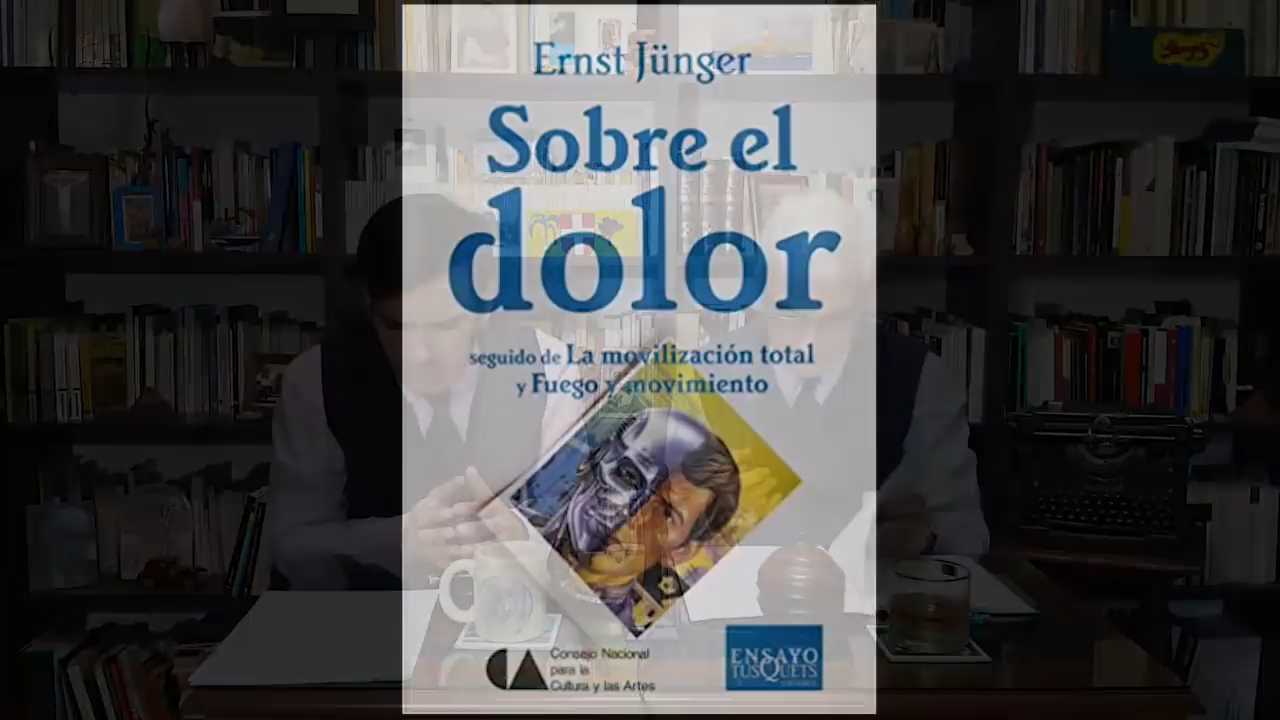 Ernst Jünger
Sobre el
dolor
seguido de La movilización total
y Fuego y movimiento
Consejo Nacional
para la
Cultura y las Artes
ENSAYO
TUSQUETS